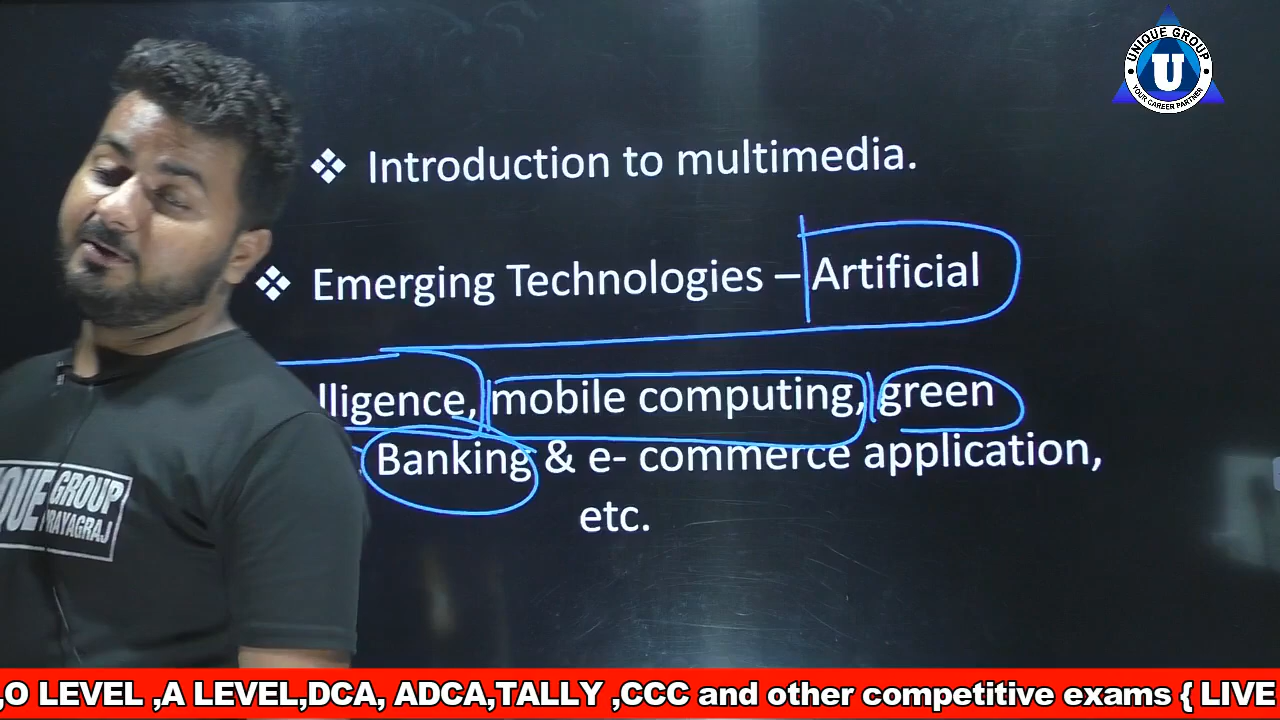 UNIQUE GROUP
U
YOUR CAREER PARTNER
❖ Introduction to multimedia.
❖ Emerging Technologies – Artificial
lligence, mobile computing, green
Banking & e- commerce application,
etc.
QUE GROUP
PRAYAGRAJ
,O LEVEL ,A LEVEL,DCA, ADCA,TALLY ,CCC and other competitive exams { LIVE